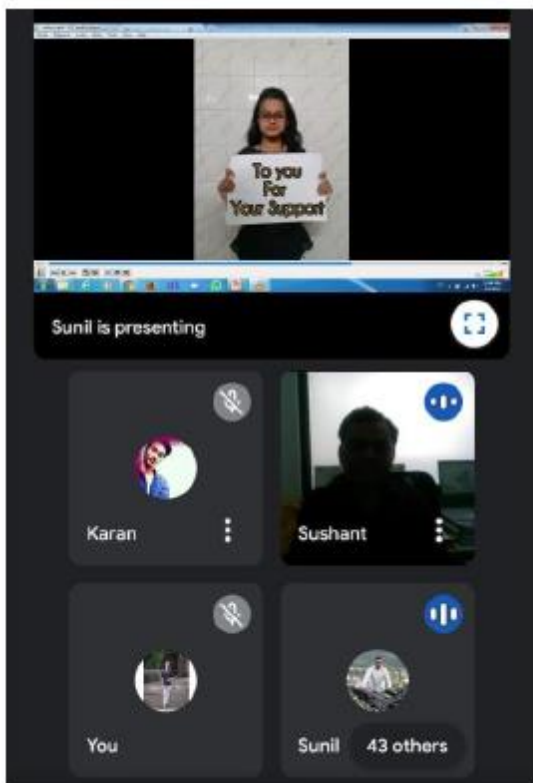 To you
For
Your Support
Sunil is presenting
Karan
Sushant
You
Sunil
43 others